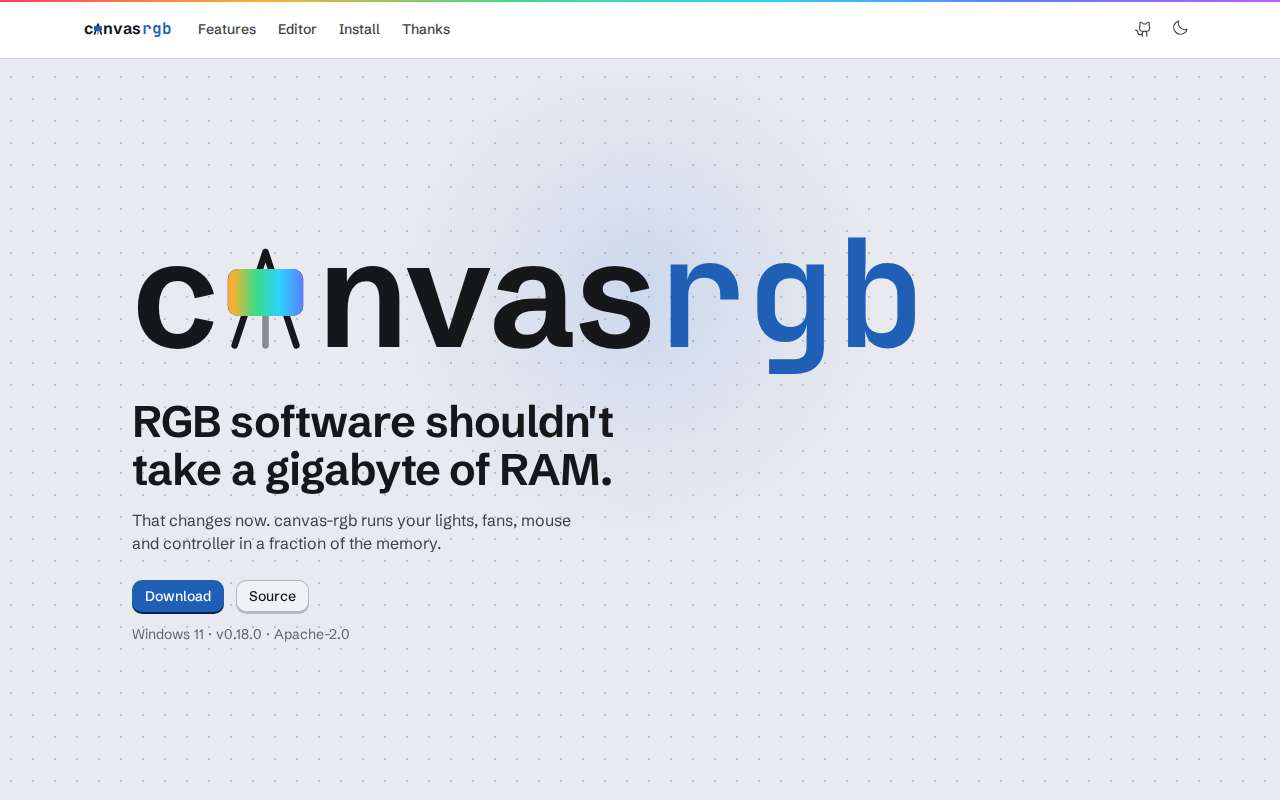 canvasrgb
Features
Editor
Install
Thanks
canvasrgb
RGB software shouldn't
take a gigabyte of RAM.
That changes now. canvas-rgb runs your lights, fans, mouse
and controller in a fraction of the memory.
Download
Source
Windows 11 · v0.18.0 · Apache-2.0